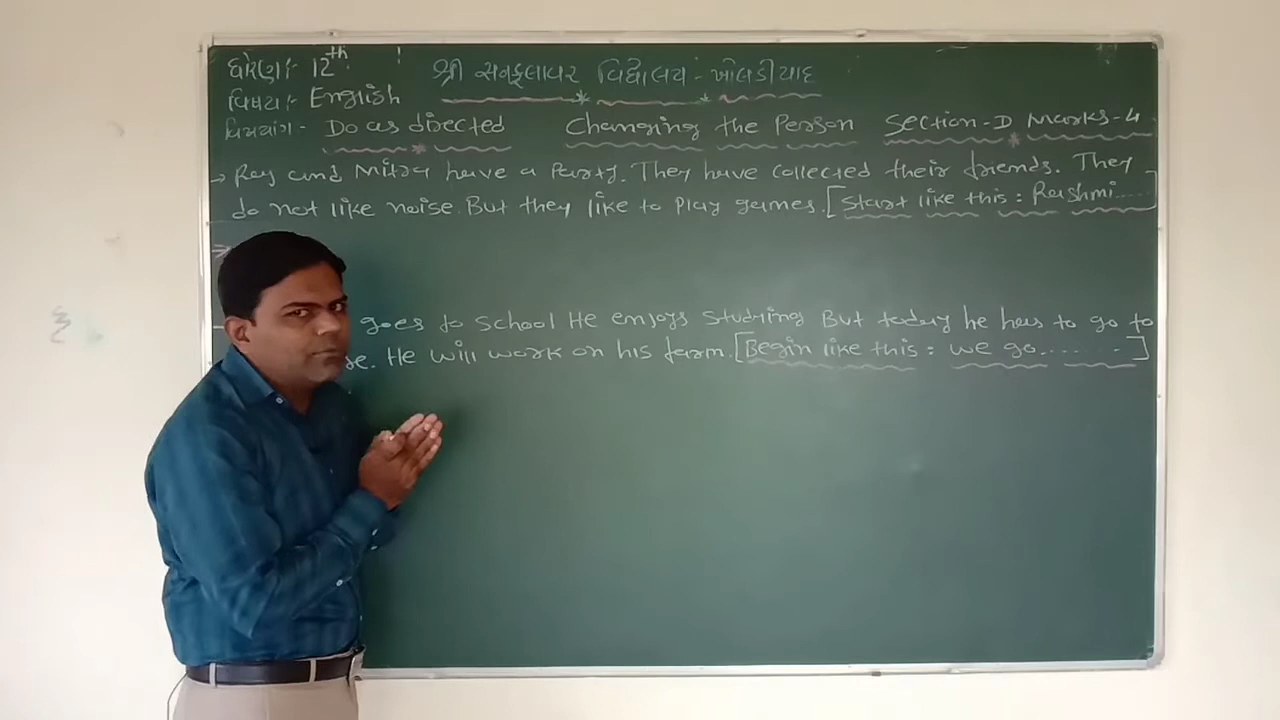 ધોરણ:- 12th
શ્રી સનફ્લાવર વિદ્યાલય - ખોલડીયાદ
વિષય:- English
વિભાગ:- Do as directed Changing the Person Section-D Marks-4
→ Ray and Mitra have a Party. They have collected their friends. They
do not like noise. But they like to Play games. [Start like this : Rashmi.....]
goes to School He enjoys Studying But today he has to go to
He will work on his farm. [Begin like this : we go........]